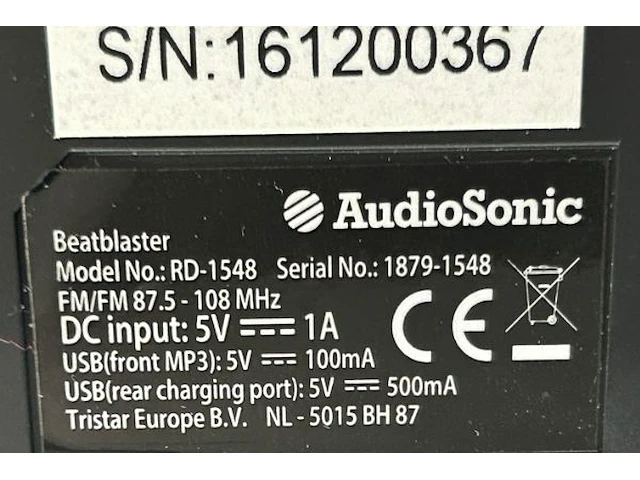 S/N:161200367
AudioSonic
Beatblaster
Model No.: RD-1548 Serial No.: 1879-1548
FM/FM 87.5 - 108 MHz
DC input: 5V ⎓ 1A
USB(front MP3): 5V ⎓ 100mA
USB(rear charging port): 5V ⎓ 500mA
Tristar Europe B.V. NL - 5015 BH 87
CE